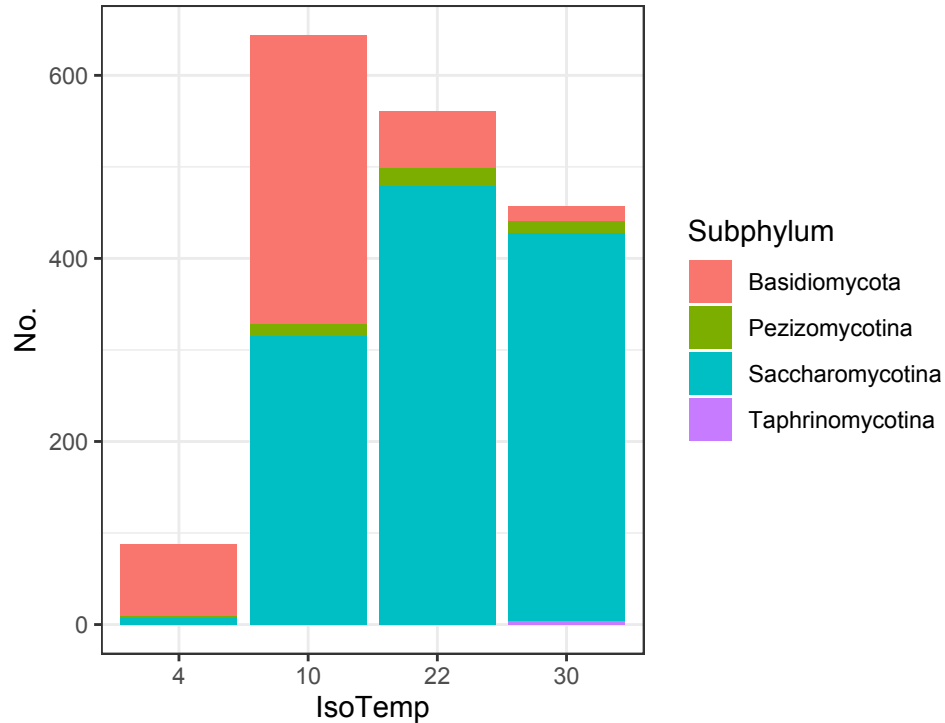 No.
600
400
200
0
4
10
22
30
IsoTemp
Subphylum
Basidiomycota
Pezizomycotina
Saccharomycotina
Taphrinomycotina